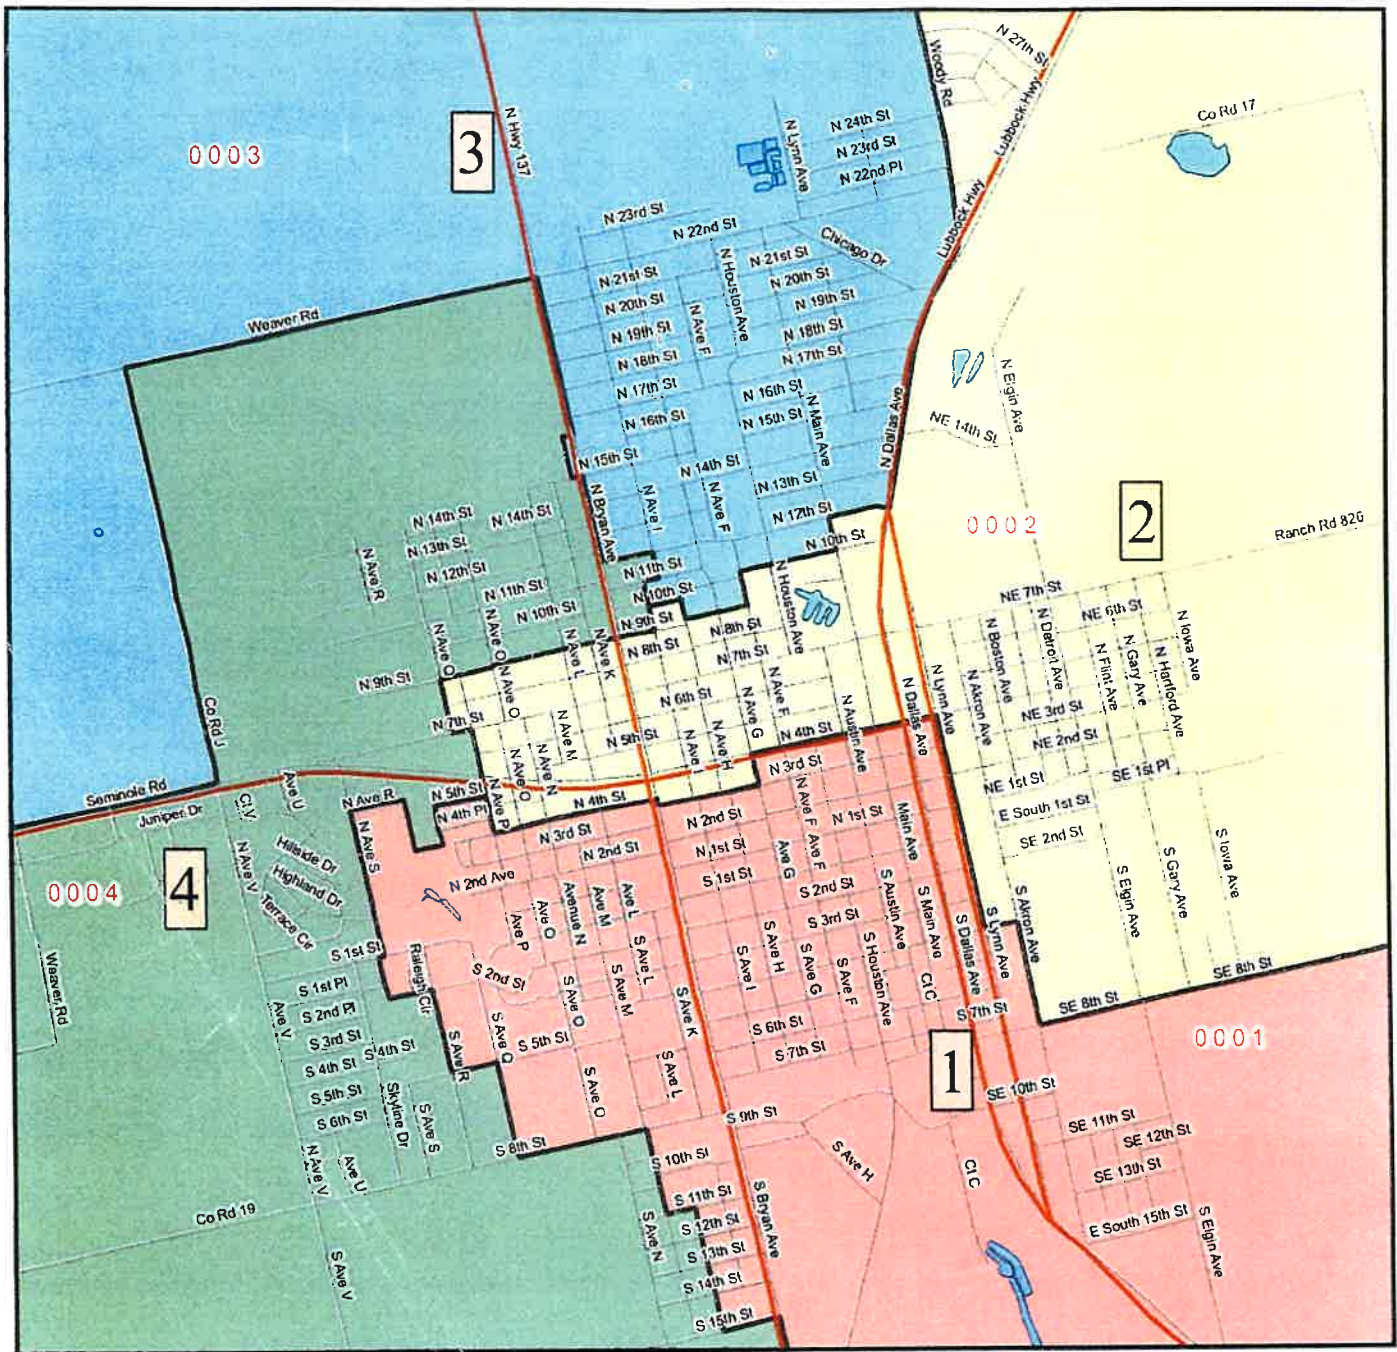 N 27th St
Woody Rd
Lubbock Hwy
Co Rd 17
N Hwy 137
3
0003
N Lynn Ave
N 24th St
N 23rd St
N 22nd Pl
N 23rd St
N 22nd St
Lubbock Hwy
Chicago Dr
N Houston Ave
N 21st St
N 21st St
N 20th St
N 20th St
N 19th St
N Ave F
Weaver Rd
N 19th St
N 18th St
N 18th St
N 17th St
N 17th St
N Elgin Ave
N 16th St
N Main Ave
N 15th St
N 16th St
N Dallas Ave
NE 14th St
N 15th St
N 14th St
N 13th St
N Bryan Ave
N Ave I
N Ave F
N 12th St
N 14th St
N 14th St
0002
2
Ranch Rd 826
N 10th St
N 13th St
N Ave R
N 12th St
N 11th St
N 11th St
N Houston Ave
N 10th St
NE 7th St
N 10th St
NE 6th St
N Iowa Ave
N 9th St
N 8th St
N 8th St
N 7th St
N Ave Q
N Ave O
N Ave L
N Ave K
N Boston Ave
N Detroit Ave
N Flint Ave
N Gary Ave
N Hartford Ave
N 9th St
N Ave O
N 6th St
N Ave F
N Akron Ave
N Lynn Ave
N Dallas Ave
N 7th St
N Ave M
N 5th St
N Ave G
N 4th St
N Austin Ave
NE 3rd St
NE 2nd St
Co Rd J
N Ave I
N Ave H
N Ave O
N Ave N
N 3rd St
NE 1st St
SE 1st Pl
Seminole Rd
Juniper Dr
Ave U
N Ave R
N 5th St
N Ave P
N 4th St
E South 1st St
Ct V
N 4th Pl
N 3rd St
N 2nd St
N Ave F
Ave F
N 1st St
Main Ave
SE 2nd St
N Ave V
Hillside Dr
N Ave S
N 2nd St
N 1st St
S 1st St
Ave G
Highland Dr
N 2nd Ave
S 2nd St
S Iowa Ave
0004
4
Terrace Cir
Ave P
Ave O
Avenue N
Ave M
Ave L
S 3rd St
S Austin Ave
S Main Ave
S Akron Ave
S Elgin Ave
S Gary Ave
S 1st St
Raleigh Cir
S 2nd St
S Ave L
S Ave I
S Ave H
S Ave G
S Ave F
S Houston Ave
S Dallas Ave
S Lynn Ave
Weaver Rd
S 1st Pl
S 2nd Pl
Ave V
S Ave M
S Ave K
Ct C
SE 8th St
SE 8th St
S 3rd St
S 4th St
S 4th St
S Ave R
S Ave Q
S Ave O
S 5th St
S 6th St
S 7th St
S 7th St
0001
S 5th St
S 6th St
Skyline Dr
S Ave S
S Ave O
S Ave L
1
SE 10th St
S 9th St
SE 11th St
SE 12th St
S 8th St
N Ave V
Ave U
S 10th St
S Ave H
Ct C
SE 13th St
S 11th St
S Bryan Ave
Co Rd 19
S Ave N
S 12th St
S 13th St
E South 15th St
S Elgin Ave
S Ave V
S 14th St
S 15th St